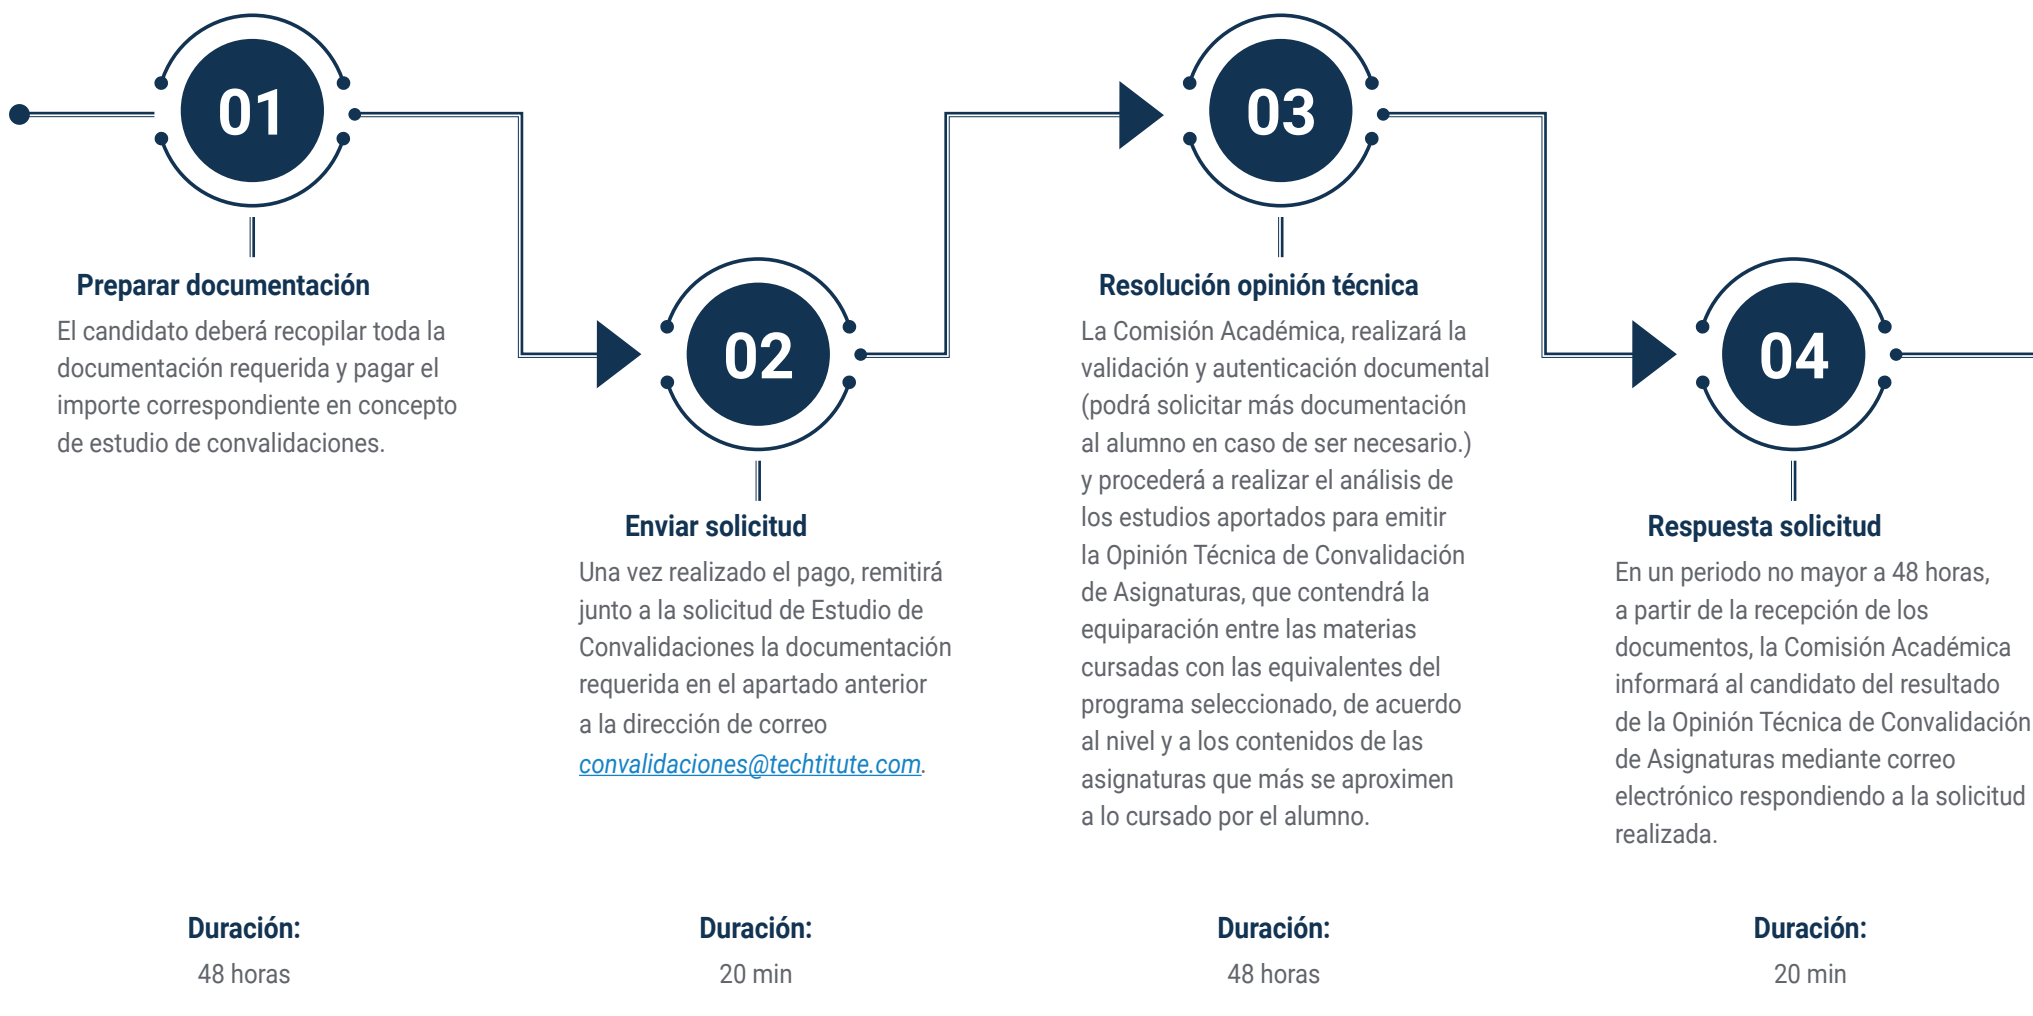 01
Preparar documentación
El candidato deberá recopilar toda la
documentación requerida y pagar el
importe correspondiente en concepto
de estudio de convalidaciones.
Duración:
48 horas
02
Enviar solicitud
Una vez realizado el pago, remitirá
junto a la solicitud de Estudio de
Convalidaciones la documentación
requerida en el apartado anterior
a la dirección de correo
convalidaciones@techtitute.com.
Duración:
20 min
03
Resolución opinión técnica
La Comisión Académica, realizará la
validación y autenticación documental
(podrá solicitar más documentación
al alumno en caso de ser necesario.)
y procederá a realizar el análisis de
los estudios aportados para emitir
la Opinión Técnica de Convalidación
de Asignaturas, que contendrá la
equiparación entre las materias
cursadas con las equivalentes del
programa seleccionado, de acuerdo
al nivel y a los contenidos de las
asignaturas que más se aproximen
a lo cursado por el alumno.
Duración:
48 horas
04
Respuesta solicitud
En un periodo no mayor a 48 horas,
a partir de la recepción de los
documentos, la Comisión Académica
informará al candidato del resultado
de la Opinión Técnica de Convalidación
de Asignaturas mediante correo
electrónico respondiendo a la solicitud
realizada.
Duración:
20 min